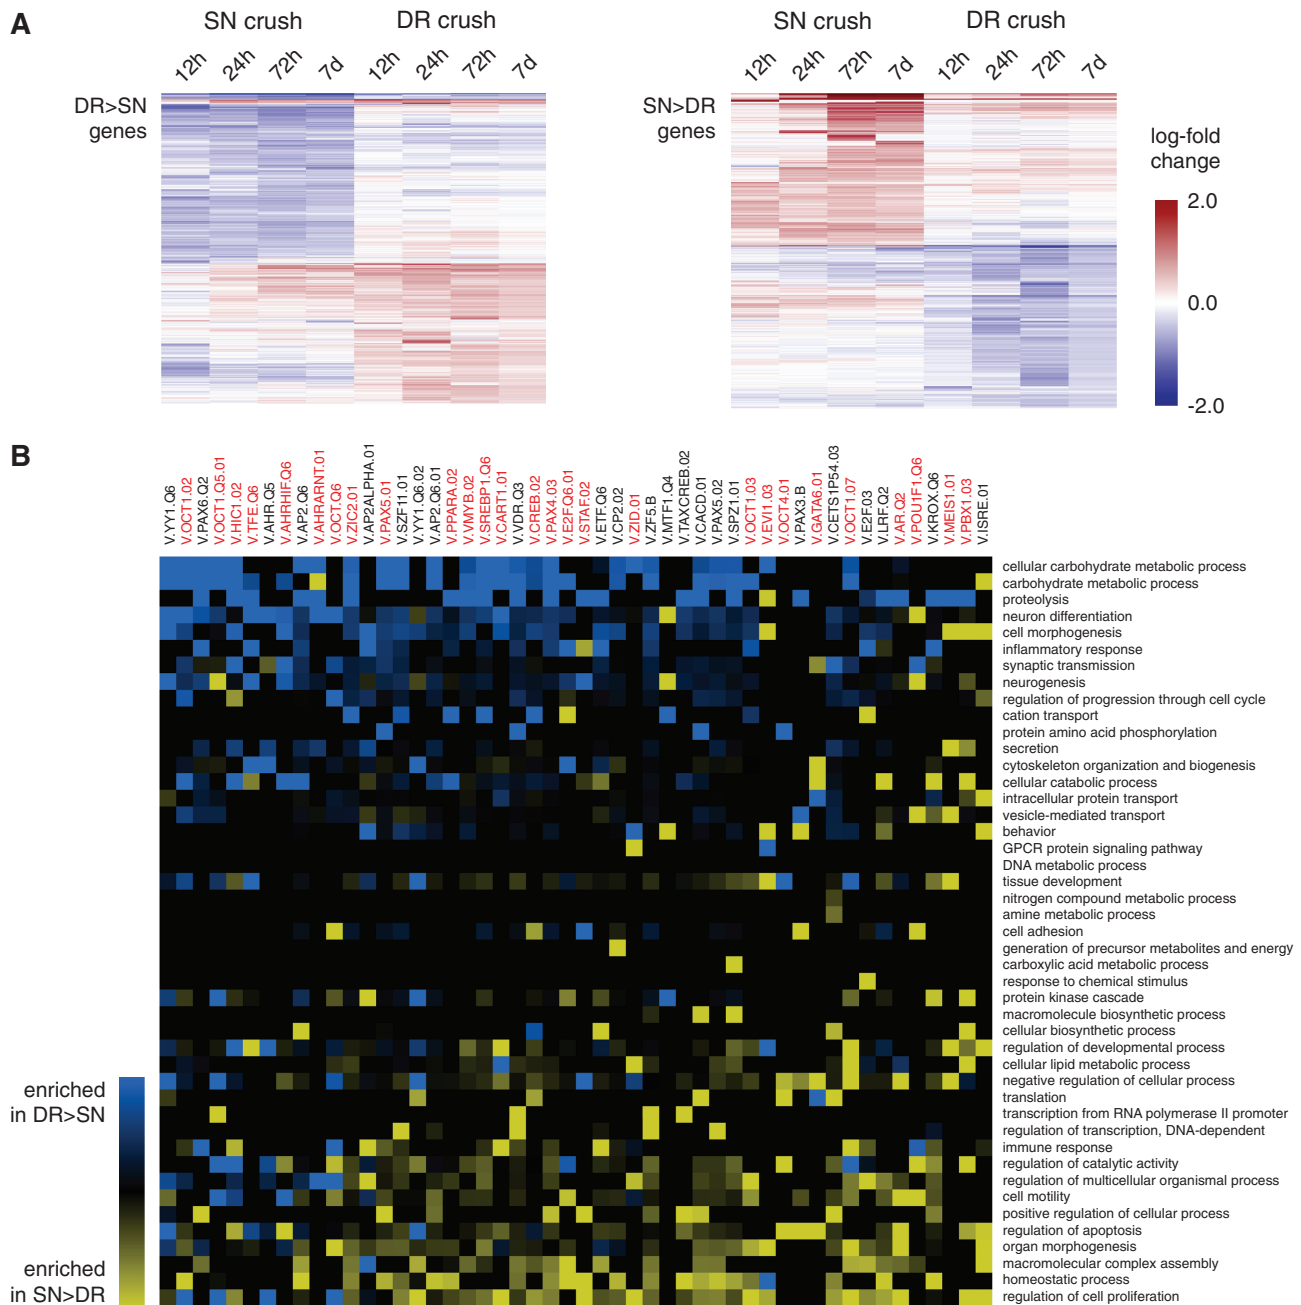 A
SN crush
DR crush
12h
24h
72h
7d
12h
24h
72h
7d
DR>SN
genes
SN crush
DR crush
12h
24h
72h
7d
12h
24h
72h
7d
SN>DR
genes
log-fold
change
2.0
0.0
-2.0
B
V.YY1.Q6
V.OCT1.02
V.PAX6.Q2
V.OCT1.Q5.01
V.HIC1.02
V.TFE.Q6
V.AHR.Q5
V.AHRHIF.Q6
V.AP2.Q6
V.AHRARNT.01
V.OCT.Q6
V.ZIC2.01
V.AP2ALPHA.01
V.PAX5.01
V.SZF11.01
V.YY1.Q6.02
V.AP2.Q6.01
V.PPARA.02
V.VMYB.02
V.SREBP1.Q6
V.CART1.01
V.VDR.Q3
V.CREB.02
V.PAX4.03
V.E2F.Q6.01
V.STAF.02
V.ETF.Q6
V.CP2.02
V.ZID.01
V.ZF5.B
V.MTF1.Q4
V.TAXCREB.02
V.CACD.01
V.PAX5.02
V.SPZ1.01
V.OCT1.03
V.EVI1.03
V.OCT4.01
V.PAX3.B
V.GATA6.01
V.CETS1P54.03
V.OCT1.07
V.E2F.03
V.LRF.Q2
V.AR.Q2
V.POU1F1.Q6
V.KROX.Q6
V.MEIS1.01
V.PBX1.03
V.ISRE.01
cellular carbohydrate metabolic process
carbohydrate metabolic process
proteolysis
neuron differentiation
cell morphogenesis
inflammatory response
synaptic transmission
neurogenesis
regulation of progression through cell cycle
cation transport
protein amino acid phosphorylation
secretion
cytoskeleton organization and biogenesis
cellular catabolic process
intracellular protein transport
vesicle-mediated transport
behavior
GPCR protein signaling pathway
DNA metabolic process
tissue development
nitrogen compound metabolic process
amine metabolic process
cell adhesion
generation of precursor metabolites and energy
carboxylic acid metabolic process
response to chemical stimulus
protein kinase cascade
macromolecule biosynthetic process
cellular biosynthetic process
regulation of developmental process
cellular lipid metabolic process
negative regulation of cellular process
translation
transcription from RNA polymerase II promoter
regulation of transcription, DNA-dependent
immune response
regulation of catalytic activity
regulation of multicellular organismal process
cell motility
positive regulation of cellular process
regulation of apoptosis
organ morphogenesis
macromolecular complex assembly
homeostatic process
regulation of cell proliferation
enriched
in DR>SN
enriched
in SN>DR